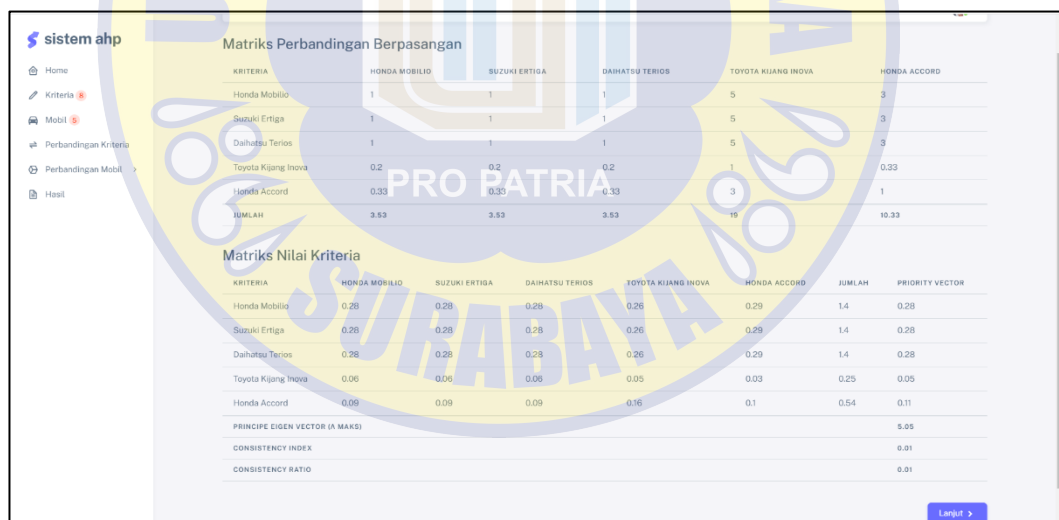 sistem ahp
Home
Kriteria 8
Mobil 5
Perbandingan Kriteria
Perbandingan Mobil
Hasil
Matriks Perbandingan Berpasangan
KRITERIA HONDA MOBILIO SUZUKI ERTIGA DAIHATSU TERIOS TOYOTA KIJANG INOVA HONDA ACCORD
Honda Mobilio 1 1 1 5 3
Suzuki Ertiga 1 1 1 5 3
Daihatsu Terios 1 1 1 5 3
Toyota Kijang Inova 0.2 0.2 0.2 1 0.33
Honda Accord 0.33 0.33 0.33 3 1
JUMLAH 3.53 3.53 3.53 19 10.33
PRO PATRIA
Matriks Nilai Kriteria
KRITERIA HONDA MOBILIO SUZUKI ERTIGA DAIHATSU TERIOS TOYOTA KIJANG INOVA HONDA ACCORD JUMLAH PRIORITY VECTOR
Honda Mobilio 0.28 0.28 0.28 0.26 0.29 1.4 0.28
Suzuki Ertiga 0.28 0.28 0.28 0.26 0.29 1.4 0.28
Daihatsu Terios 0.28 0.28 0.28 0.26 0.29 1.4 0.28
Toyota Kijang Inova 0.06 0.06 0.06 0.05 0.03 0.25 0.05
Honda Accord 0.09 0.09 0.09 0.16 0.1 0.54 0.11
PRINCIPE EIGEN VECTOR (Λ MAKS) 5.05
CONSISTENCY INDEX 0.01
CONSISTENCY RATIO 0.01
SURABAYA
Lanjut >